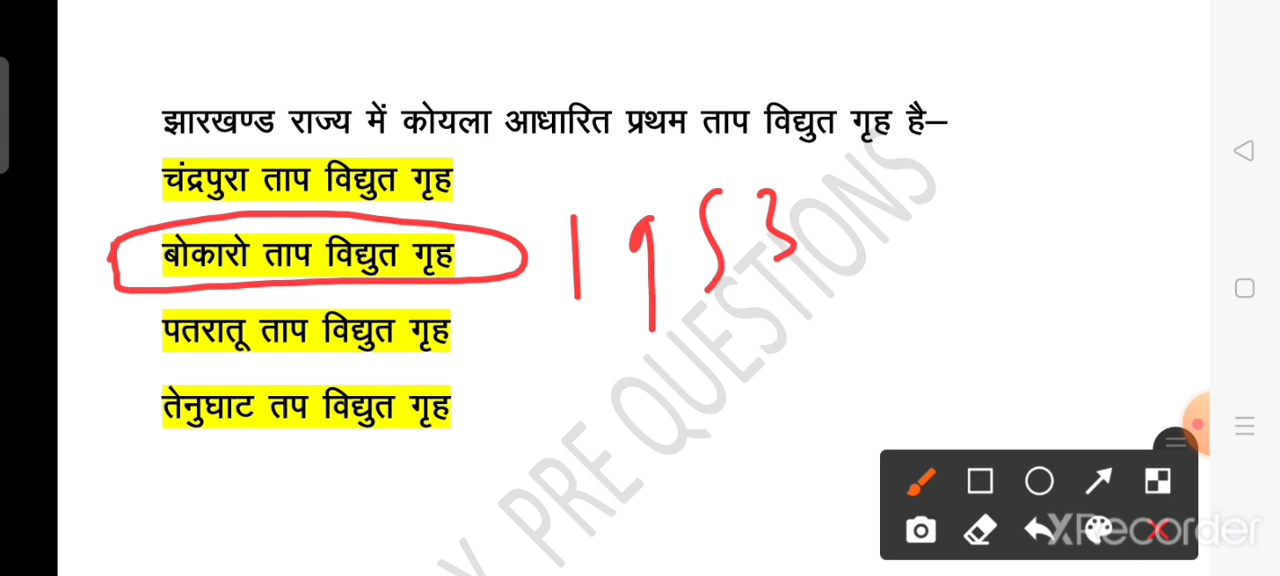 झारखण्ड राज्य में कोयला आधारित प्रथम ताप विद्युत गृह है–
चंद्रपुरा ताप विद्युत गृह
बोकारो ताप विद्युत गृह
1953
पतरातू ताप विद्युत गृह
तेनुघाट तप विद्युत गृह
PRE QUESTIONS
XRecorder